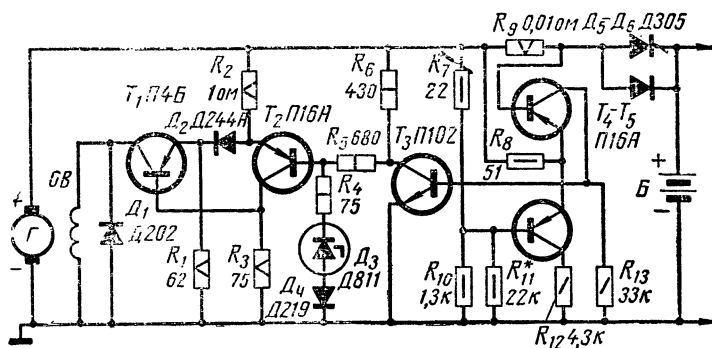 R9 0,01ом
Д5–Д6 Д305
R2
1ом
R6
430
R7
22
T1 П4Б
Д2 Д244А
T2 П16А
R5 680
T3 П102
T4–T5
П16А
R8
51
ОВ
R4
75
+
Б
-
+
Г
-
Д1
Д202
R1
62
R3
75
Д3
Д811
Д4
Д219
R10
1,3к
R11*
22к
R13
33к
R12 4,3к